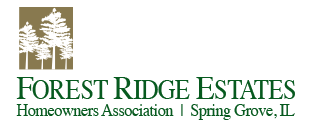 FOREST RIDGE ESTATES
Homeowners Association | Spring Grove, IL